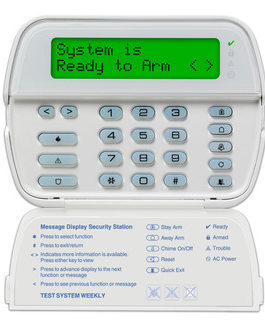 System is
Ready to Arm < >
< > 1 2 3
4 5 6
7 8 9
* 0 #
Message Display Security Station
* Press to select function
# Press to exit/return
<> Indicates more information is available.
Press either key to view
> Press to advance display to the next
function or message
< Press to see previous function or message
TEST SYSTEM WEEKLY
Stay Arm
Away Arm
Chime On/Off
Reset
Quick Exit
✓ Ready
Armed
Trouble
AC Power